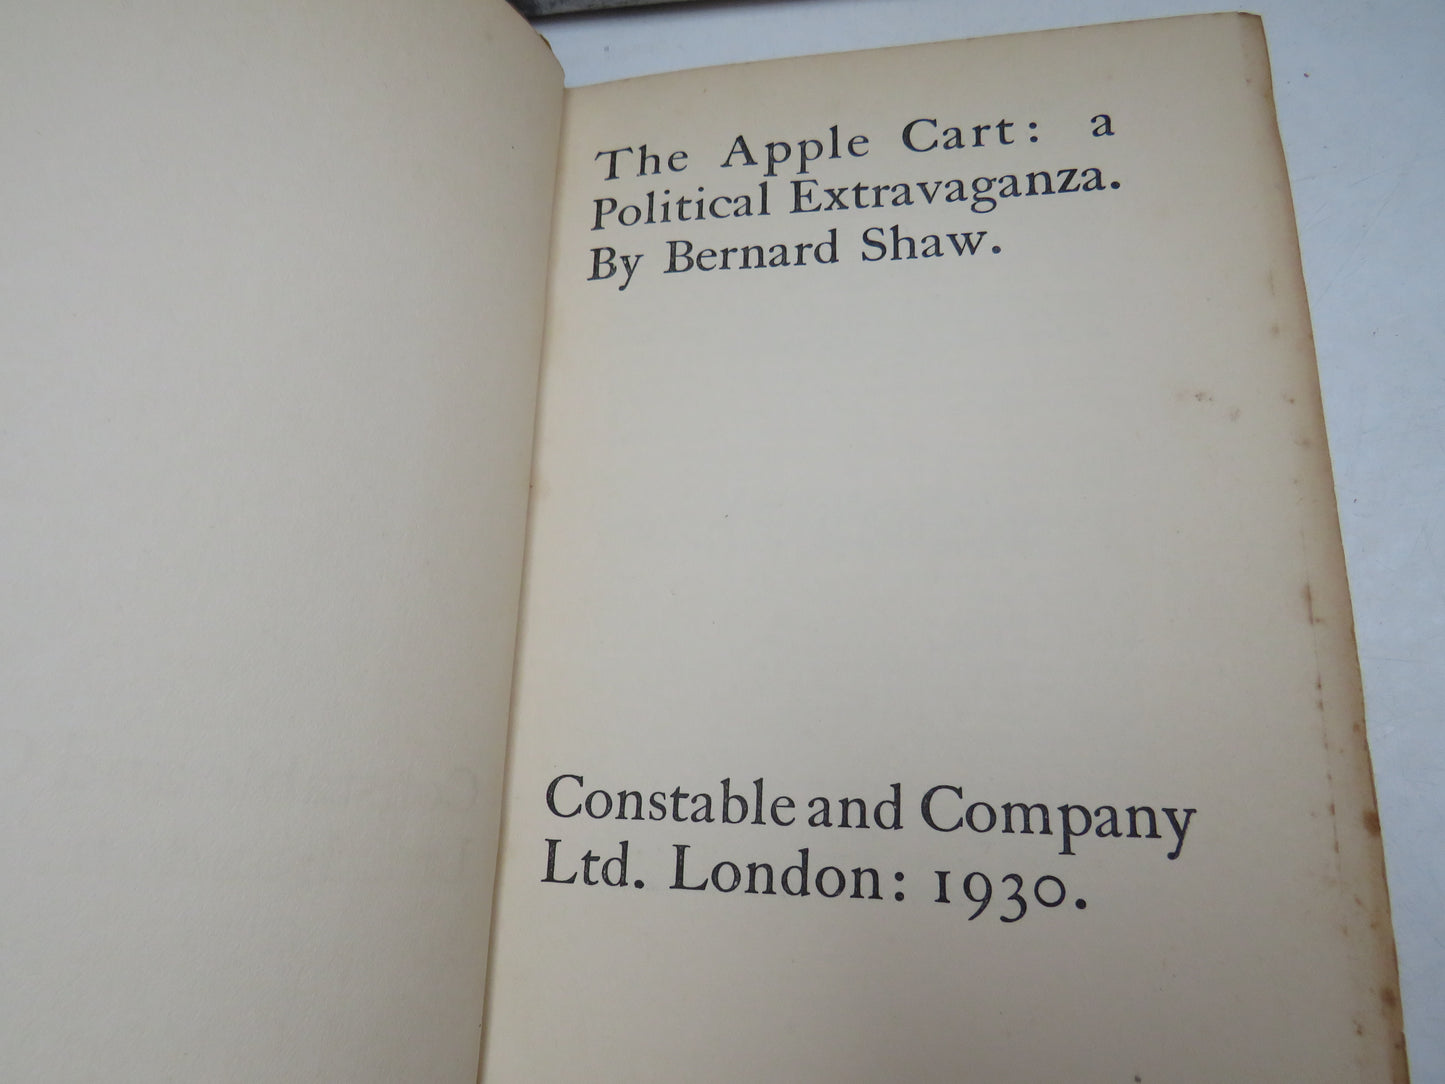 The Apple Cart: a
Political Extravaganza.
By Bernard Shaw.
Constable and Company
Ltd. London: 1930.